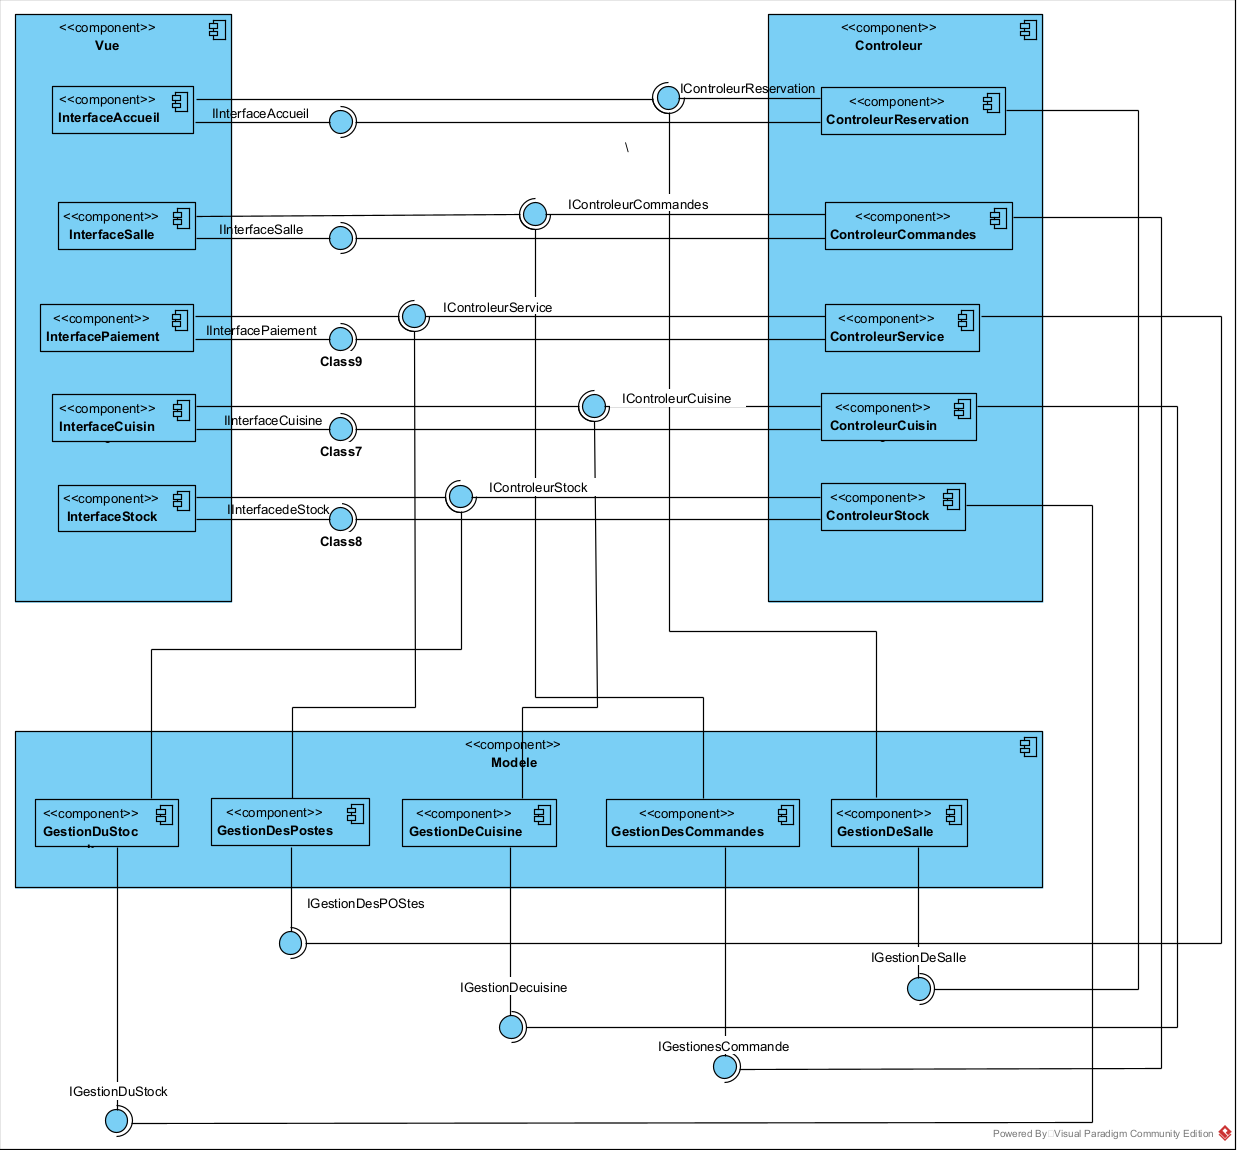 <<component>>
Vue
<<component>>
Controleur
<<component>>
InterfaceAccueil
IInterfaceAccueil
IControleurReservation
<<component>>
ControleurReservation
\
<<component>>
InterfaceSalle
IInterfaceSalle
IControleurCommandes
<<component>>
ControleurCommandes
<<component>>
InterfacePaiement
IInterfacePaiement
Class9
IControleurService
<<component>>
ControleurService
<<component>>
InterfaceCuisin
IInterfaceCuisine
Class7
IControleurCuisine
<<component>>
ControleurCuisin
<<component>>
InterfaceStock
IInterfacedeStock
Class8
IControleurStock
<<component>>
ControleurStock
<<component>>
Modele
<<component>>
GestionDuStoc
<<component>>
GestionDesPostes
<<component>>
GestionDeCuisine
<<component>>
GestionDesCommandes
<<component>>
GestionDeSalle
IGestionDesPOStes
IGestionDeSalle
IGestionDecuisine
IGestionesCommande
IGestionDuStock
Powered By Visual Paradigm Community Edition